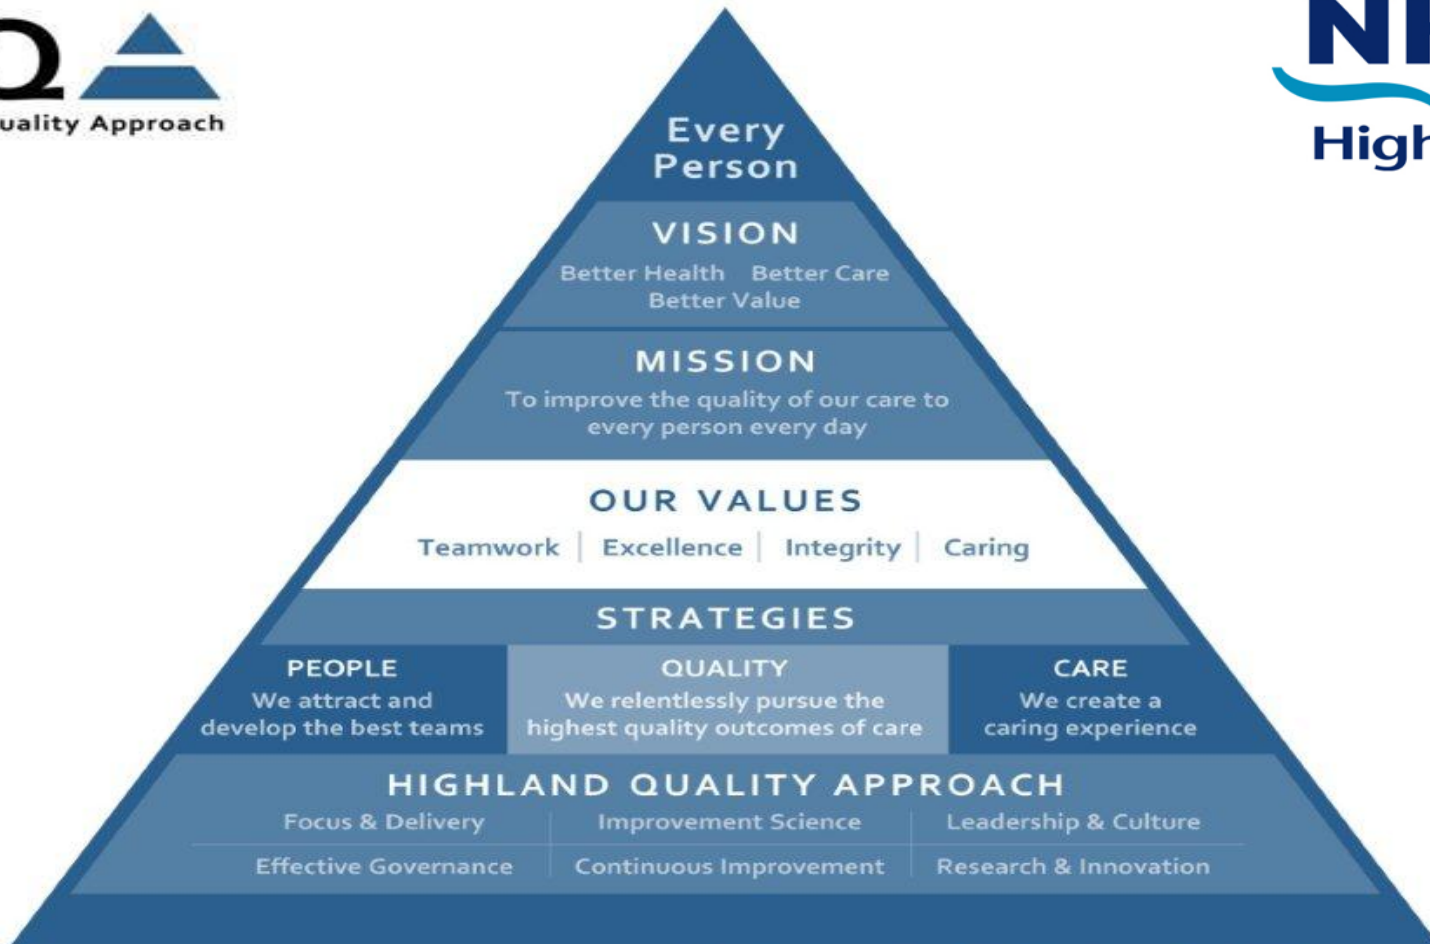 Q
uality Approach
Every
Person
VISION
Better Health Better Care
Better Value
MISSION
To improve the quality of our care to
every person every day
OUR VALUES
Teamwork | Excellence | Integrity | Caring
STRATEGIES
PEOPLE
We attract and
develop the best teams
QUALITY
We relentlessly pursue the
highest quality outcomes of care
CARE
We create a
caring experience
HIGHLAND QUALITY APPROACH
Focus & Delivery Improvement Science Leadership & Culture
Effective Governance Continuous Improvement Research & Innovation
High